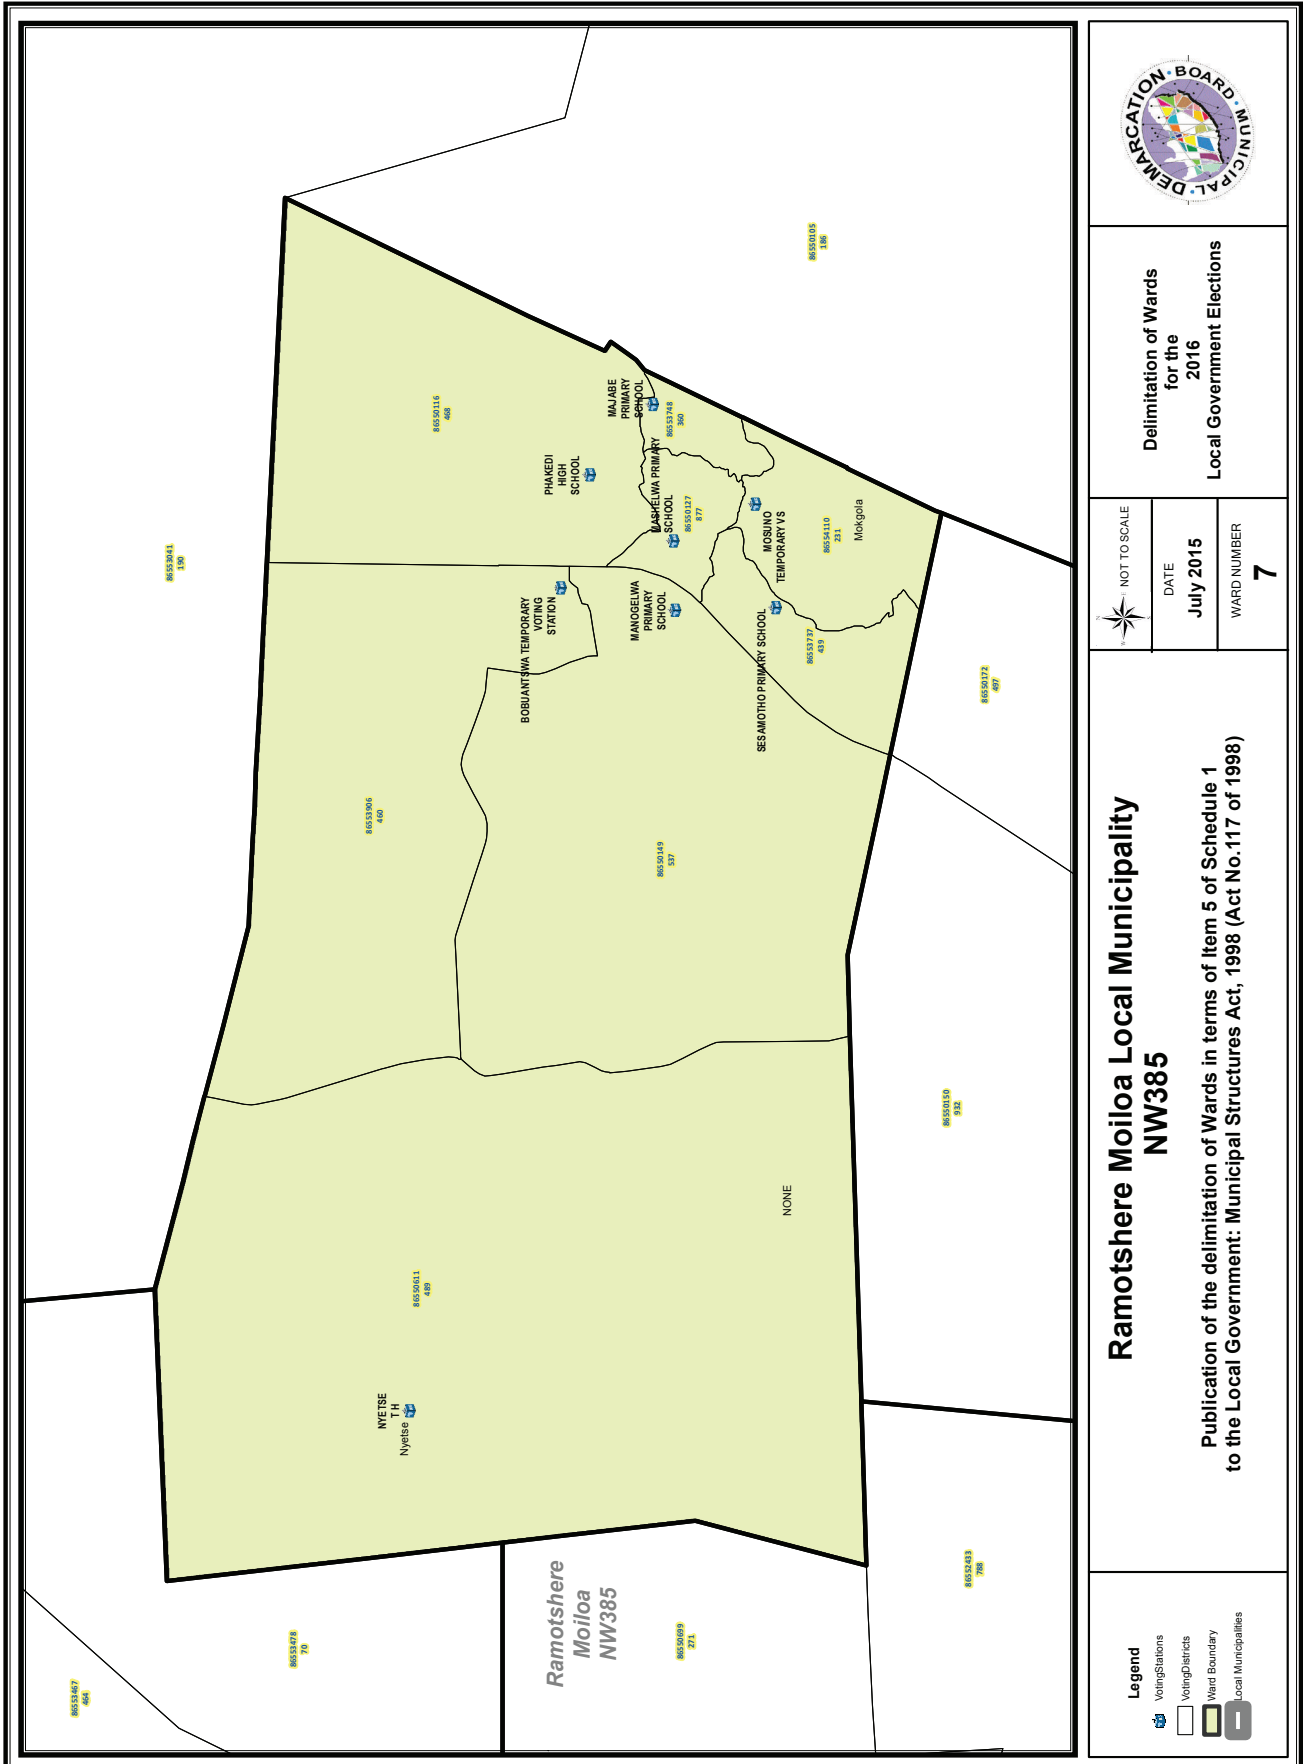 86553467
464
86553478
70
Ramotshere
Moiloa
NW385
86550699
271
86552433
788
NYETSE
T H
Nyetse
86550611
489
NONE
86550150
932
86553041
190
86553906
460
86550149
537
BOBUANTSWA TEMPORARY
VOTING
STATION
MANOGELWA
PRIMARY
SCHOOL
SESAMOTHO PRIMARY SCHOOL
86553737
439
86550172
497
86550116
468
PHAKEDI
HIGH
SCHOOL
MAJABE
PRIMARY
SCHOOL
86553748
360
MASHELWA PRIMARY
SCHOOL
86550127
877
MOSUNO
TEMPORARY VS
86554110
231
Mokgola
86550105
186
Legend
VotingStations
VotingDistricts
Ward Boundary
Local Municipalities
Ramotshere Moiloa Local Municipality
NW385
Publication of the delimitation of Wards in terms of Item 5 of Schedule 1
to the Local Government: Municipal Structures Act, 1998 (Act No.117 of 1998)
N
W
E
S
NOT TO SCALE
DATE
July 2015
WARD NUMBER
7
Delimitation of Wards
for the
2016
Local Government Elections
MUNICIPAL · DEMARCATION · BOARD ·